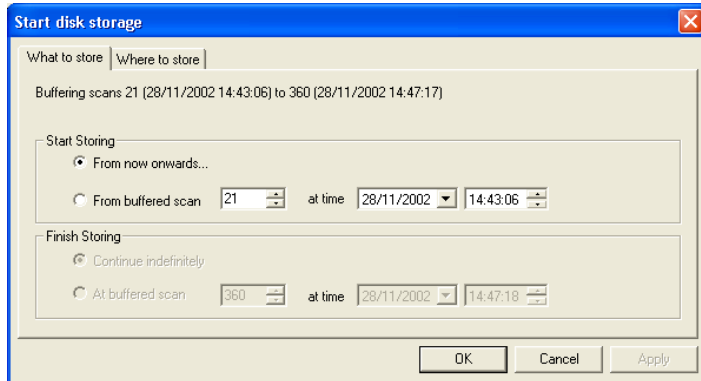 Start disk storage
What to store Where to store
Buffering scans 21 (28/11/2002 14:43:06) to 360 (28/11/2002 14:47:17)
Start Storing
From now onwards...
From buffered scan 21 at time 28/11/2002 14:43:06
Finish Storing
Continue indefinitely
At buffered scan 360 at time 28/11/2002 14:47:18
OK Cancel Apply